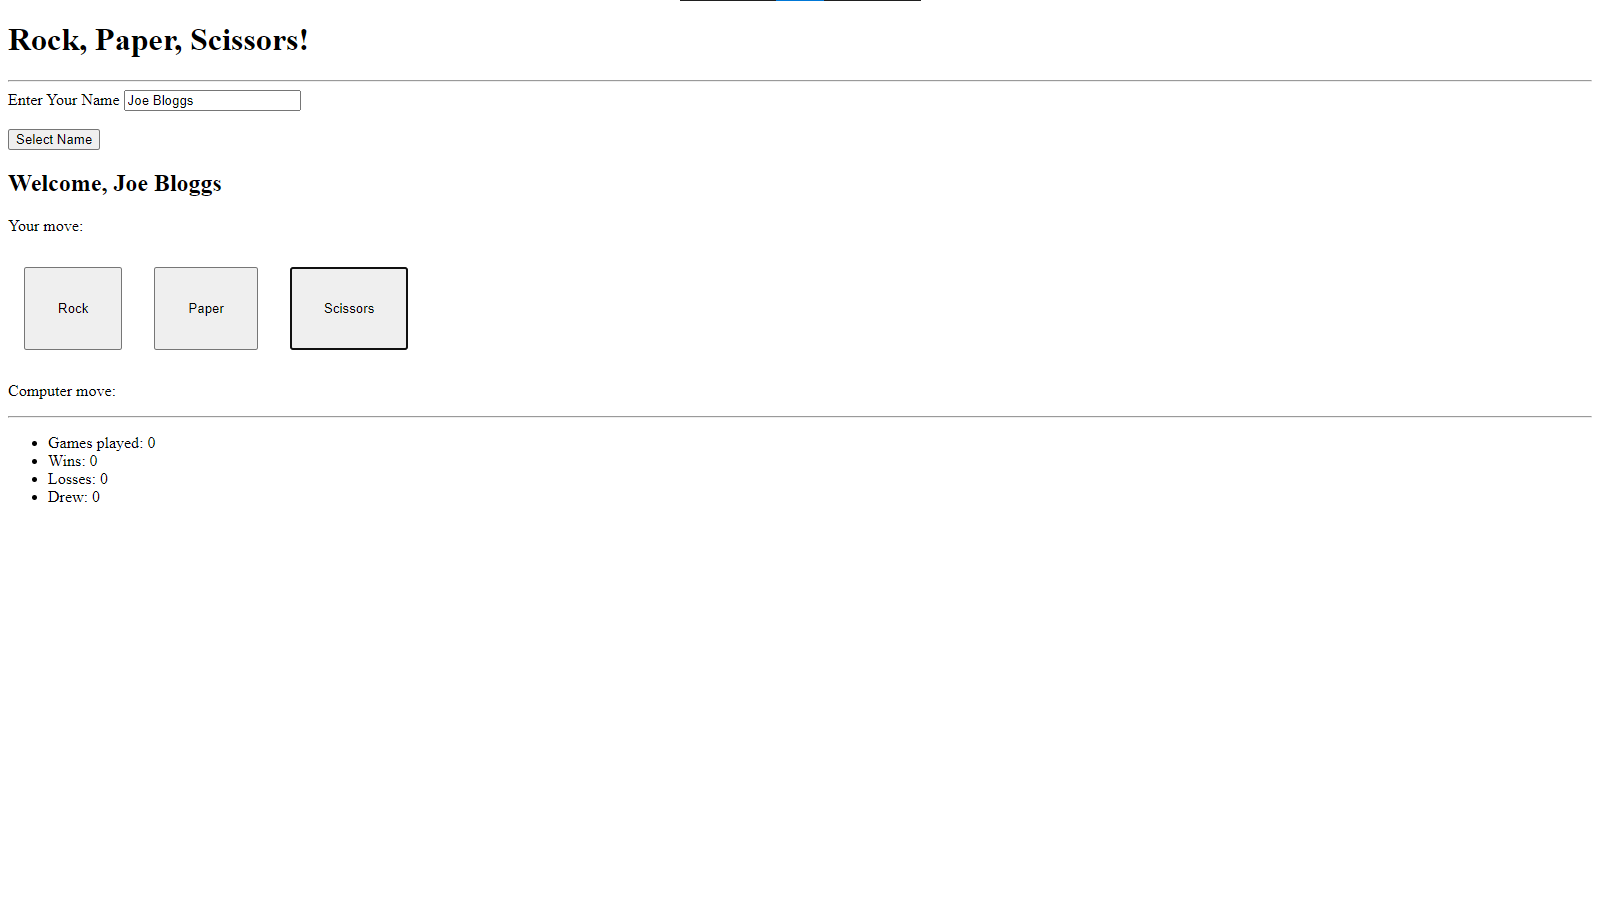 Rock, Paper, Scissors!
Enter Your Name Joe Bloggs
Select Name
Welcome, Joe Bloggs
Your move:
Rock Paper Scissors
Computer move:
Games played: 0
Wins: 0
Losses: 0
Drew: 0